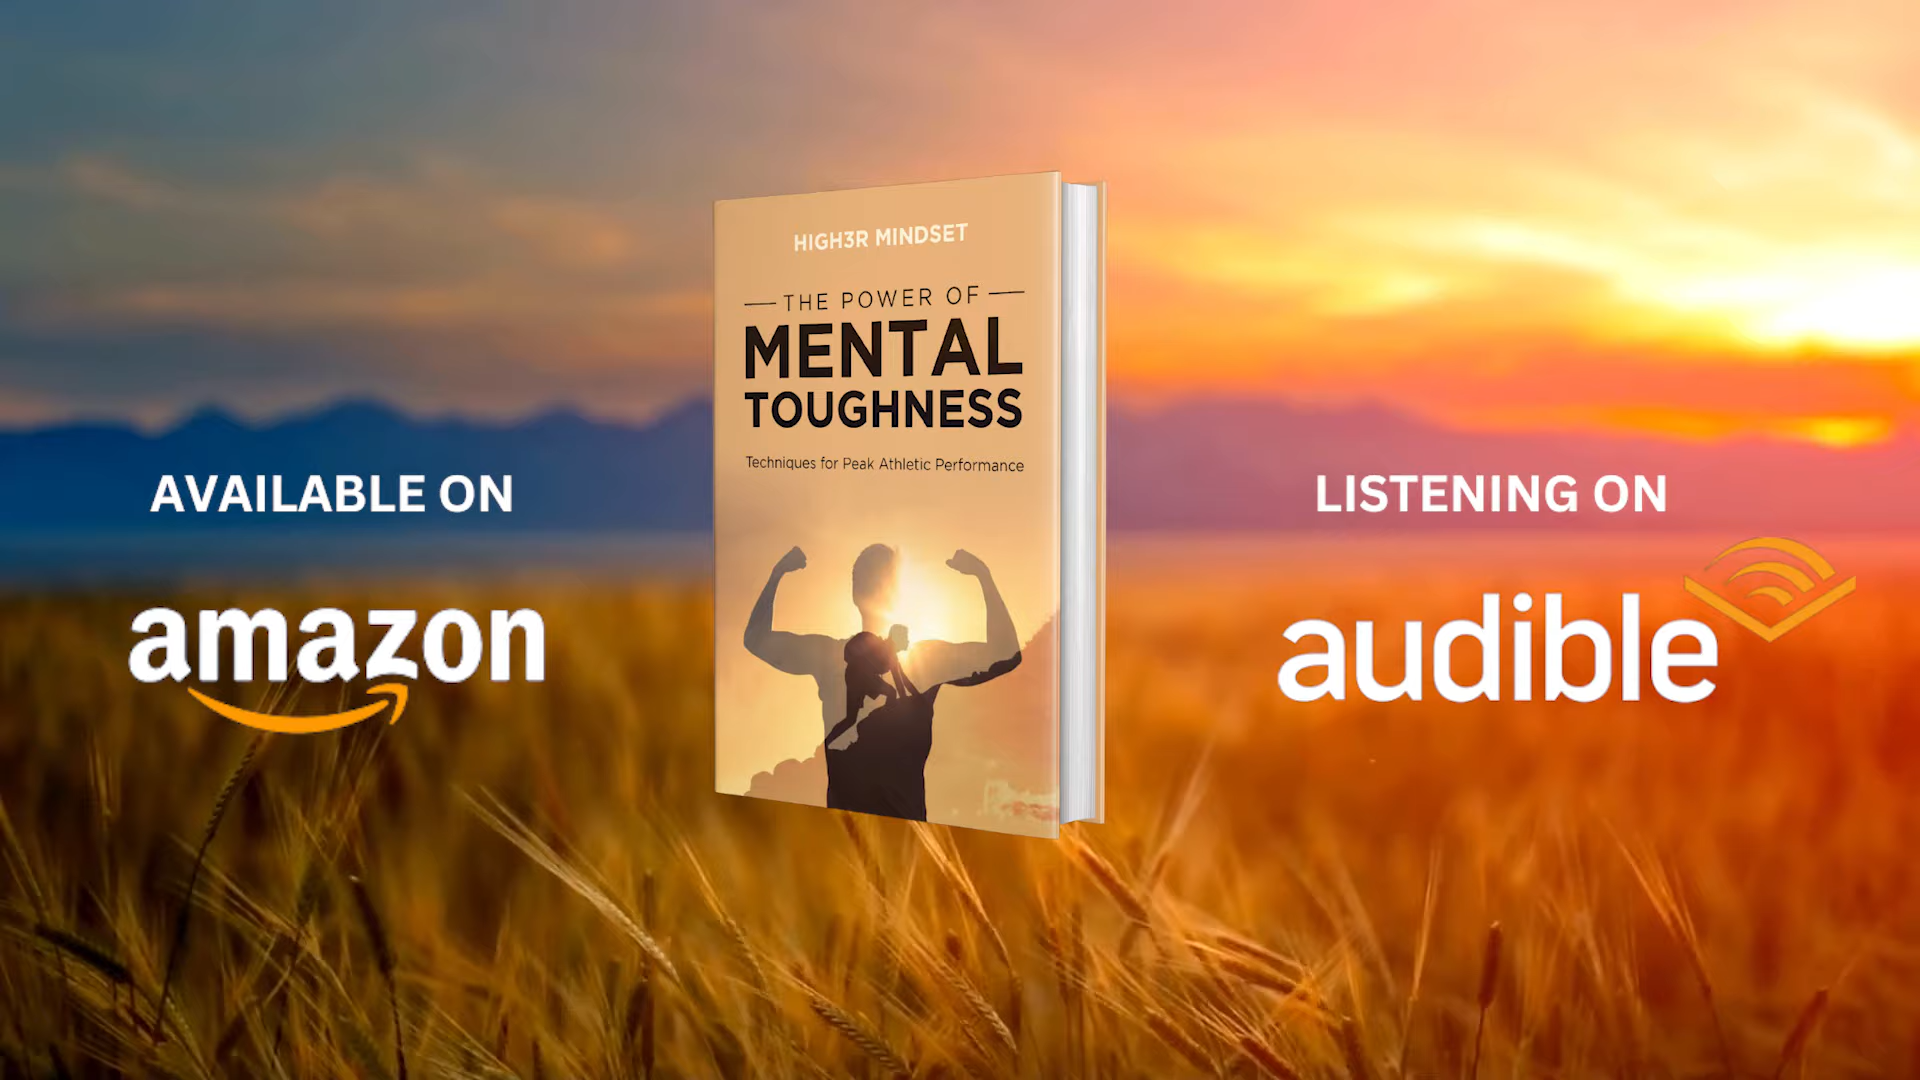 HIGH3R MINDSET
THE POWER OF
MENTAL
TOUGHNESS
Techniques for Peak Athletic Performance
AVAILABLE ON
amazon
LISTENING ON
audible